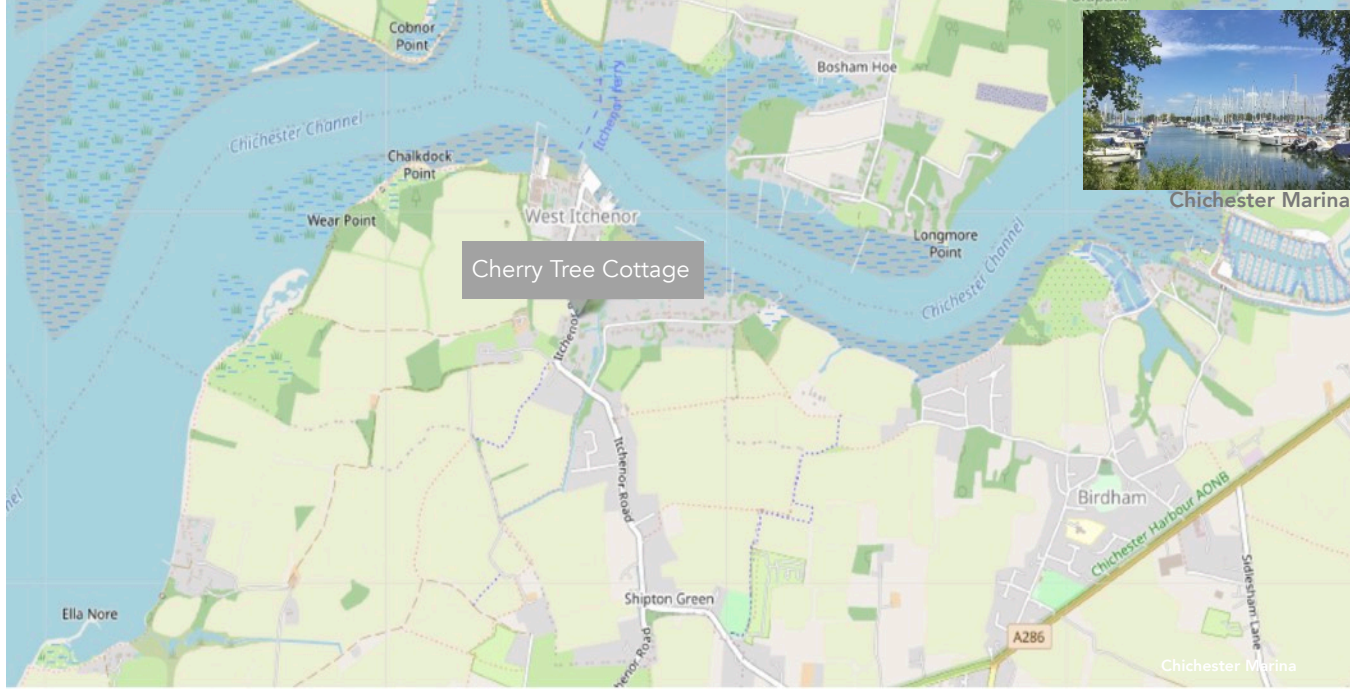 Cobnor
Point
Itchenor Ferry
Bosham Hoe
Chichester Channel
Chalkdock
Point
Chichester Marina
Wear Point
West Itchenor
Longmore
Point
Chichester Channel
Cherry Tree Cottage
Itchenor
Itchenor Road
Birdham
Chichester Harbour AONB
Sidlesham Lane
Ella Nore
Shipton Green
A286
Chichester Marina